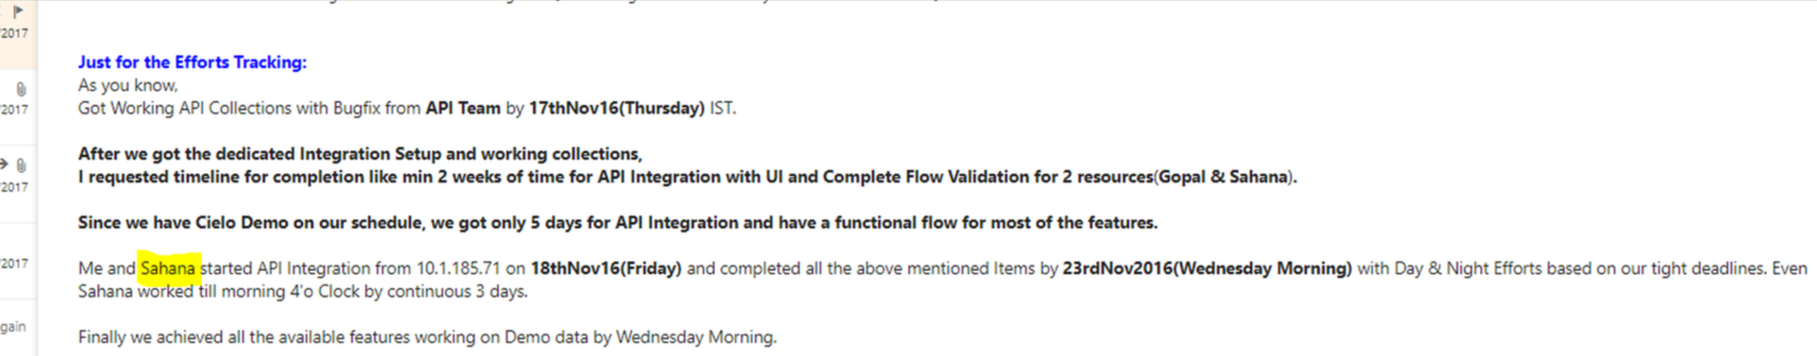 2017
Just for the Efforts Tracking:
As you know,
2017
Got Working API Collections with Bugfix from API Team by 17thNov16(Thursday) IST.
After we got the dedicated Integration Setup and working collections,
2017
I requested timeline for completion like min 2 weeks of time for API Integration with UI and Complete Flow Validation for 2 resources(Gopal & Sahana).
Since we have Cielo Demo on our schedule, we got only 5 days for API Integration and have a functional flow for most of the features.
2017
Me and Sahana started API Integration from 10.1.185.71 on 18thNov16(Friday) and completed all the above mentioned Items by 23rdNov2016(Wednesday Morning) with Day & Night Efforts based on our tight deadlines. Even
Sahana worked till morning 4'o Clock by continuous 3 days.
gain
Finally we achieved all the available features working on Demo data by Wednesday Morning.